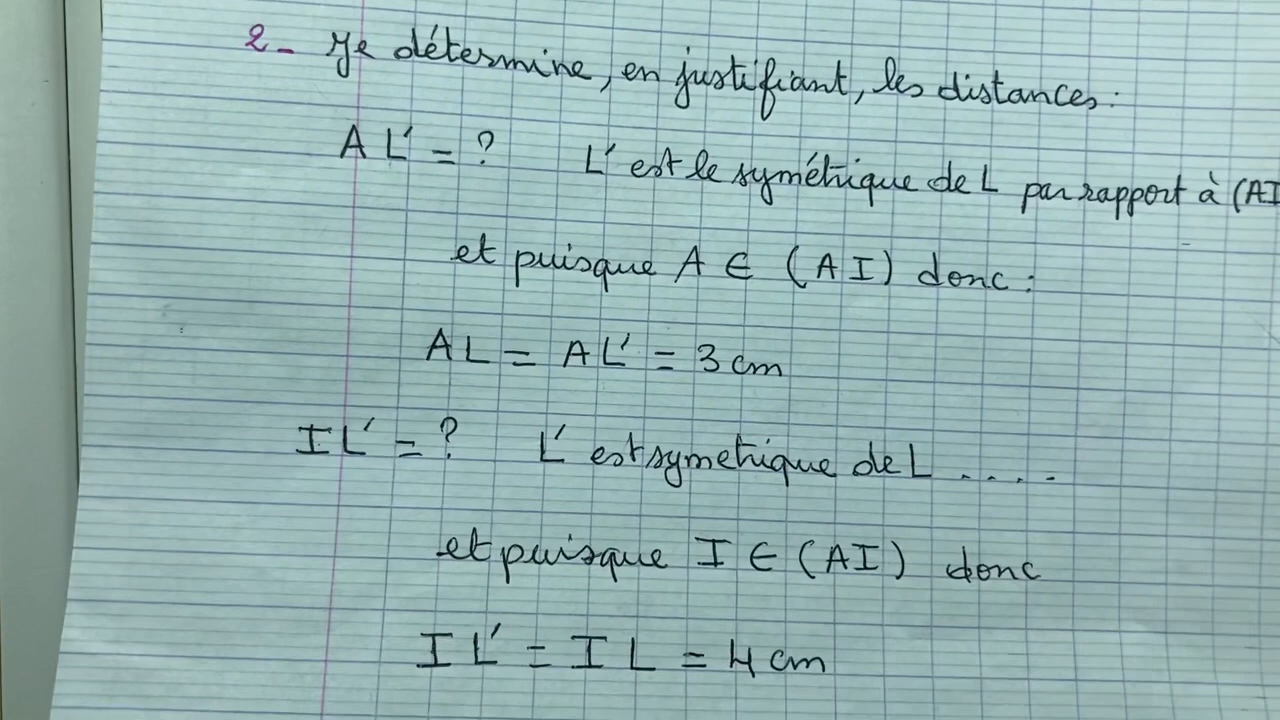 2- Je détermine, en justifiant, les distances:
AL' = ? L' est le symétrique de L par rapport à (AI
et puisque A ∈ (AI) donc:
AL = AL' = 3 cm
IL' = ? L' est symetrique de L ....
et puisque I ∈ (AI) donc
IL' = IL = 4 cm